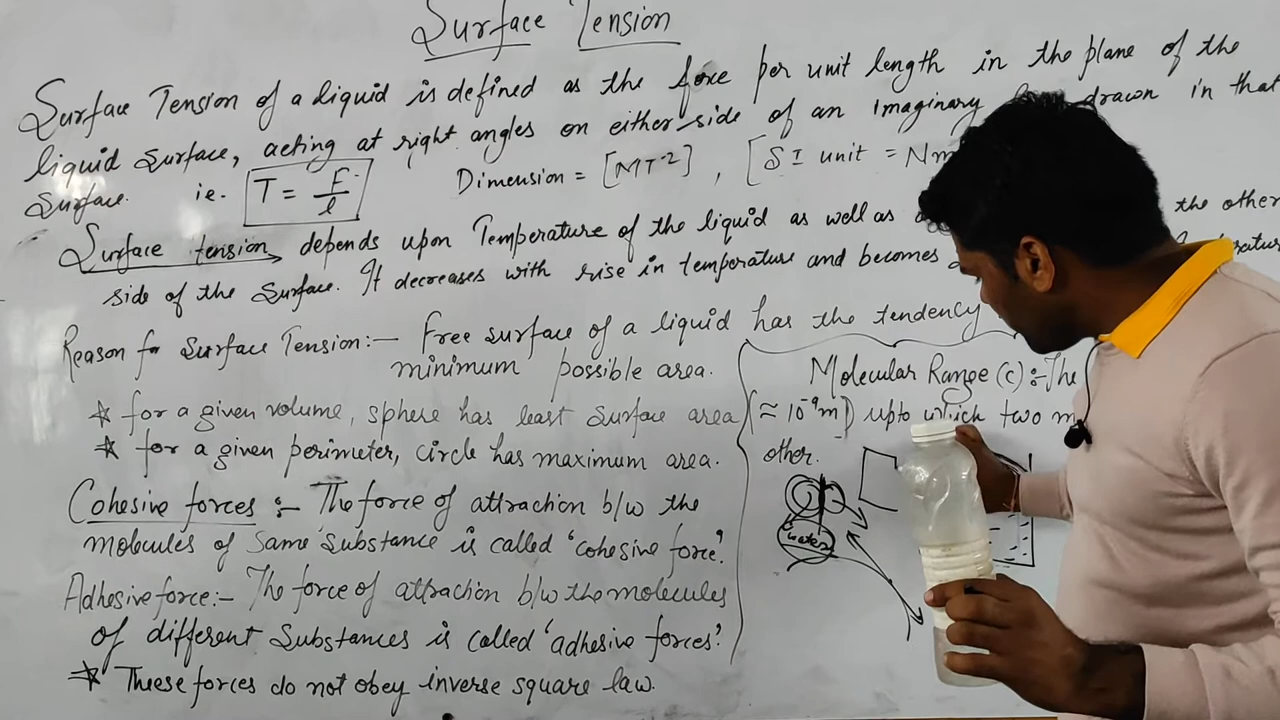 Surface Tension
Surface Tension of a liquid is defined as the force per unit length in the plane of the
liquid surface, acting at right angles on either side of an imaginary drawn in that
surface. ie. T = F/l Dimension = [MT⁻²] , [SI unit = Nm
Surface tension depends upon Temperature of the liquid as well as the other
side of the surface. It decreases with rise in temperature and becomes
Reason for Surface Tension:- Free surface of a liquid has the tendency
minimum possible area.
* for a given volume, sphere has least surface area
* for a given perimeter, circle has maximum area.
Cohesive forces :- The force of attraction b/w the
molecules of same substance is called 'cohesive force'.
Adhesive force:- The force of attraction b/w the molecules
of different substances is called 'adhesive forces'.
* These forces do not obey inverse square law.
Molecular Range (c) :- The
(≈ 10⁻⁹m) upto which two
other.
water